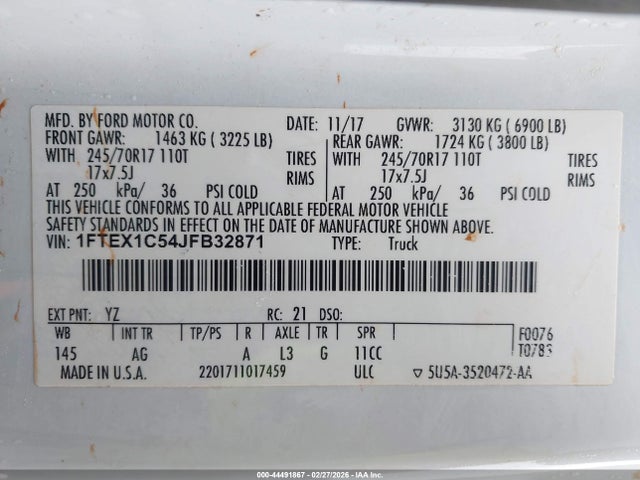 MFD. BY FORD MOTOR CO. DATE: 11/17 GVWR: 3130 KG ( 6900 LB)
FRONT GAWR: 1463 KG ( 3225 LB) REAR GAWR: 1724 KG ( 3800 LB)
WITH 245/70R17 110T TIRES WITH 245/70R17 110T TIRES
17x7.5J RIMS 17x7.5J RIMS
AT 250 kPa/ 36 PSI COLD AT 250 kPa/ 36 PSI COLD
THIS VEHICLE CONFORMS TO ALL APPLICABLE FEDERAL MOTOR VEHICLE
SAFETY STANDARDS IN EFFECT ON THE DATE OF MANUFACTURE SHOWN ABOVE.
VIN: 1FTEX1C54JFB32871 TYPE: Truck
EXT PNT: YZ RC: 21 DSO:
WB INT TR TP/PS R AXLE TR SPR F0076
145 AG A L3 G 11CC T0783
MADE IN U.S.A. 2201711017459 ULC ▽ 5U5A-3520472-AA
000-44491867 - 02/27/2026 - IAA Inc.